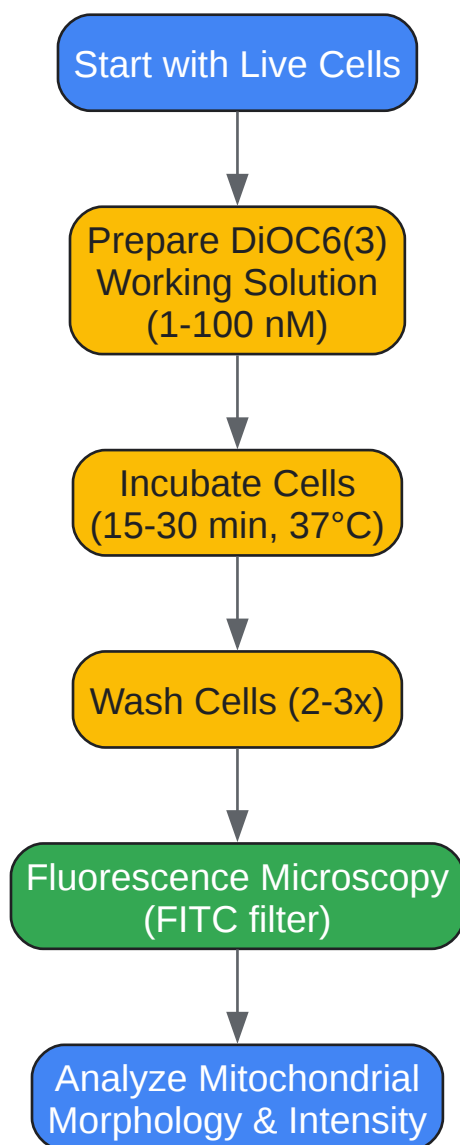 Start with Live Cells
Prepare DiOC6(3)
Working Solution
(1-100 nM)
Incubate Cells
(15-30 min, 37°C)
Wash Cells (2-3x)
Fluorescence Microscopy
(FITC filter)
Analyze Mitochondrial
Morphology & Intensity